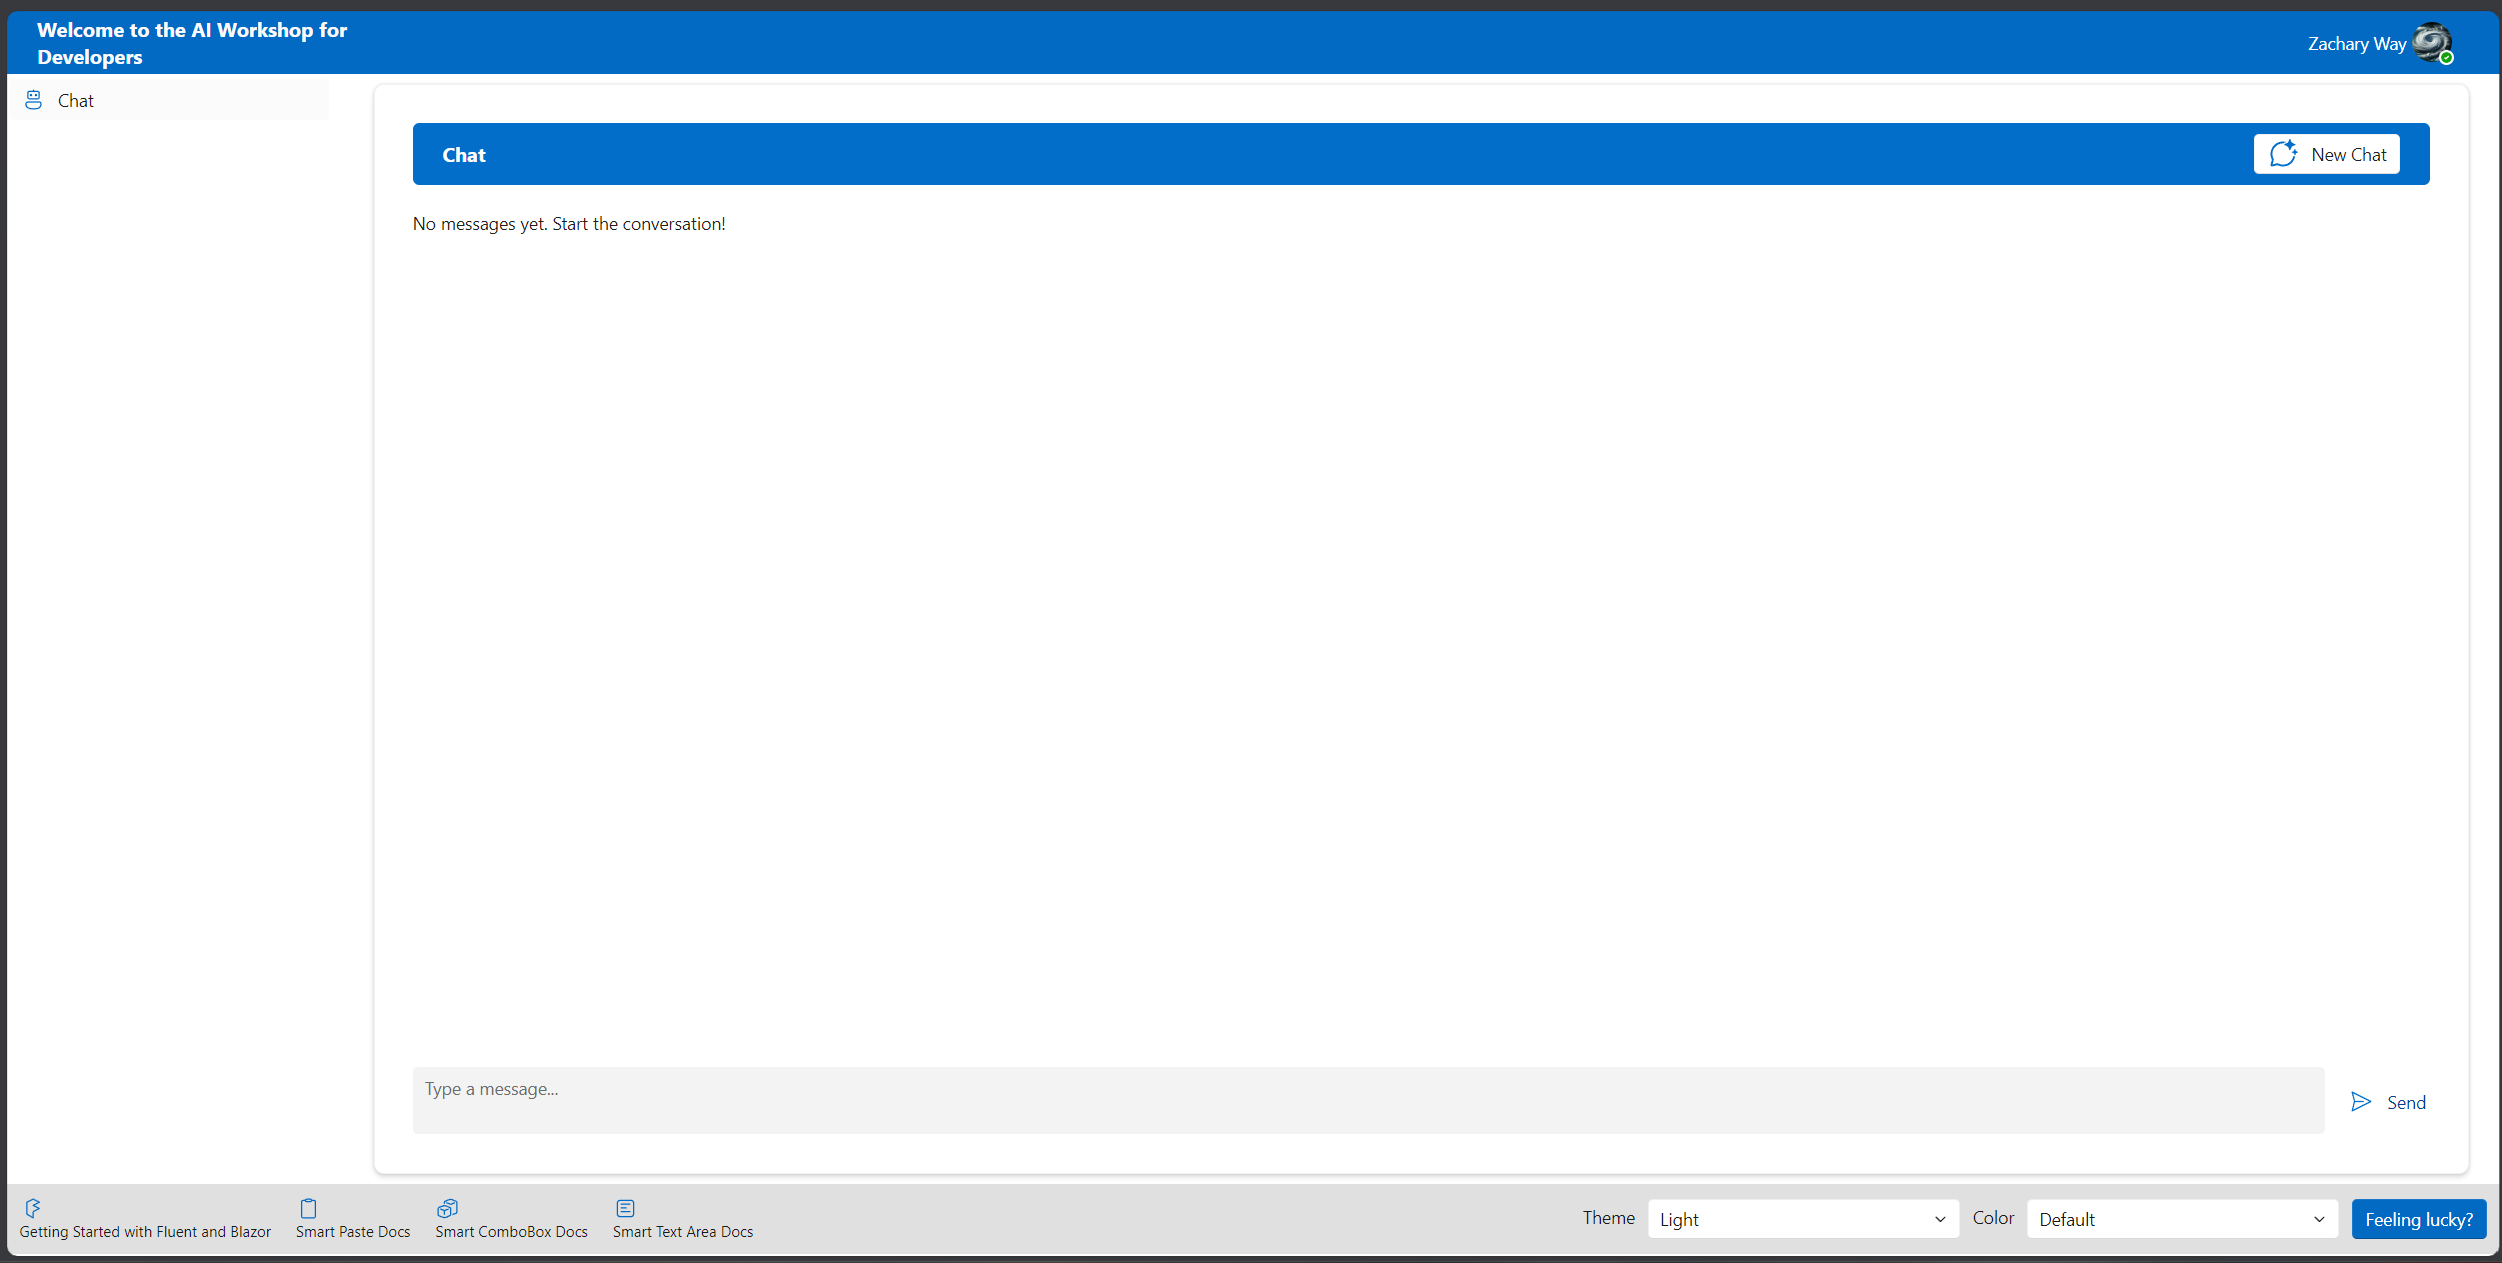 Welcome to the AI Workshop for
Developers
Zachary Way
Chat
Chat
New Chat
No messages yet. Start the conversation!
Type a message...
Send
Getting Started with Fluent and Blazor
Smart Paste Docs
Smart ComboBox Docs
Smart Text Area Docs
Theme
Light
Color
Default
Feeling lucky?